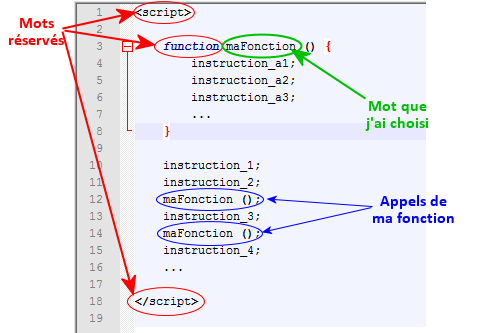 Mots
réservés
1 <script>
2
3 function maFonction () {
4 instruction_a1;
5 instruction_a2;
6 instruction_a3;
7 ...
8 }
9
10 instruction_1;
11 instruction_2;
12 maFonction ();
13 instruction_3;
14 maFonction ();
15 instruction_4;
16 ...
17
18 </script>
19
Mot que
j'ai choisi
Appels de
ma fonction